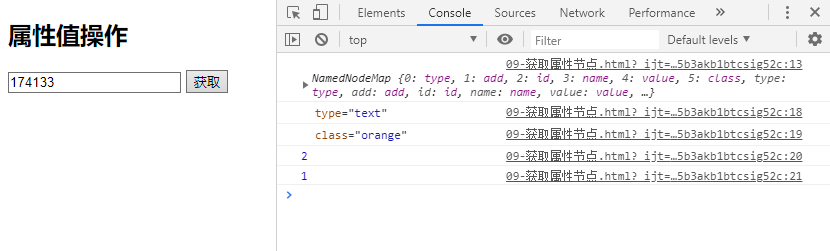 属性值操作
174133 获取
Elements Console Sources Network Performance »
top Filter Default levels
09-获取属性节点.html?_ijt=…5b3akb1btcsig52c:13
NamedNodeMap {0: type, 1: add, 2: id, 3: name, 4: value, 5: class, type:
type, add: add, id: id, name: name, value: value, …}
type="text" 09-获取属性节点.html?_ijt=…5b3akb1btcsig52c:18
class="orange" 09-获取属性节点.html?_ijt=…5b3akb1btcsig52c:19
2 09-获取属性节点.html?_ijt=…5b3akb1btcsig52c:20
1 09-获取属性节点.html?_ijt=…5b3akb1btcsig52c:21